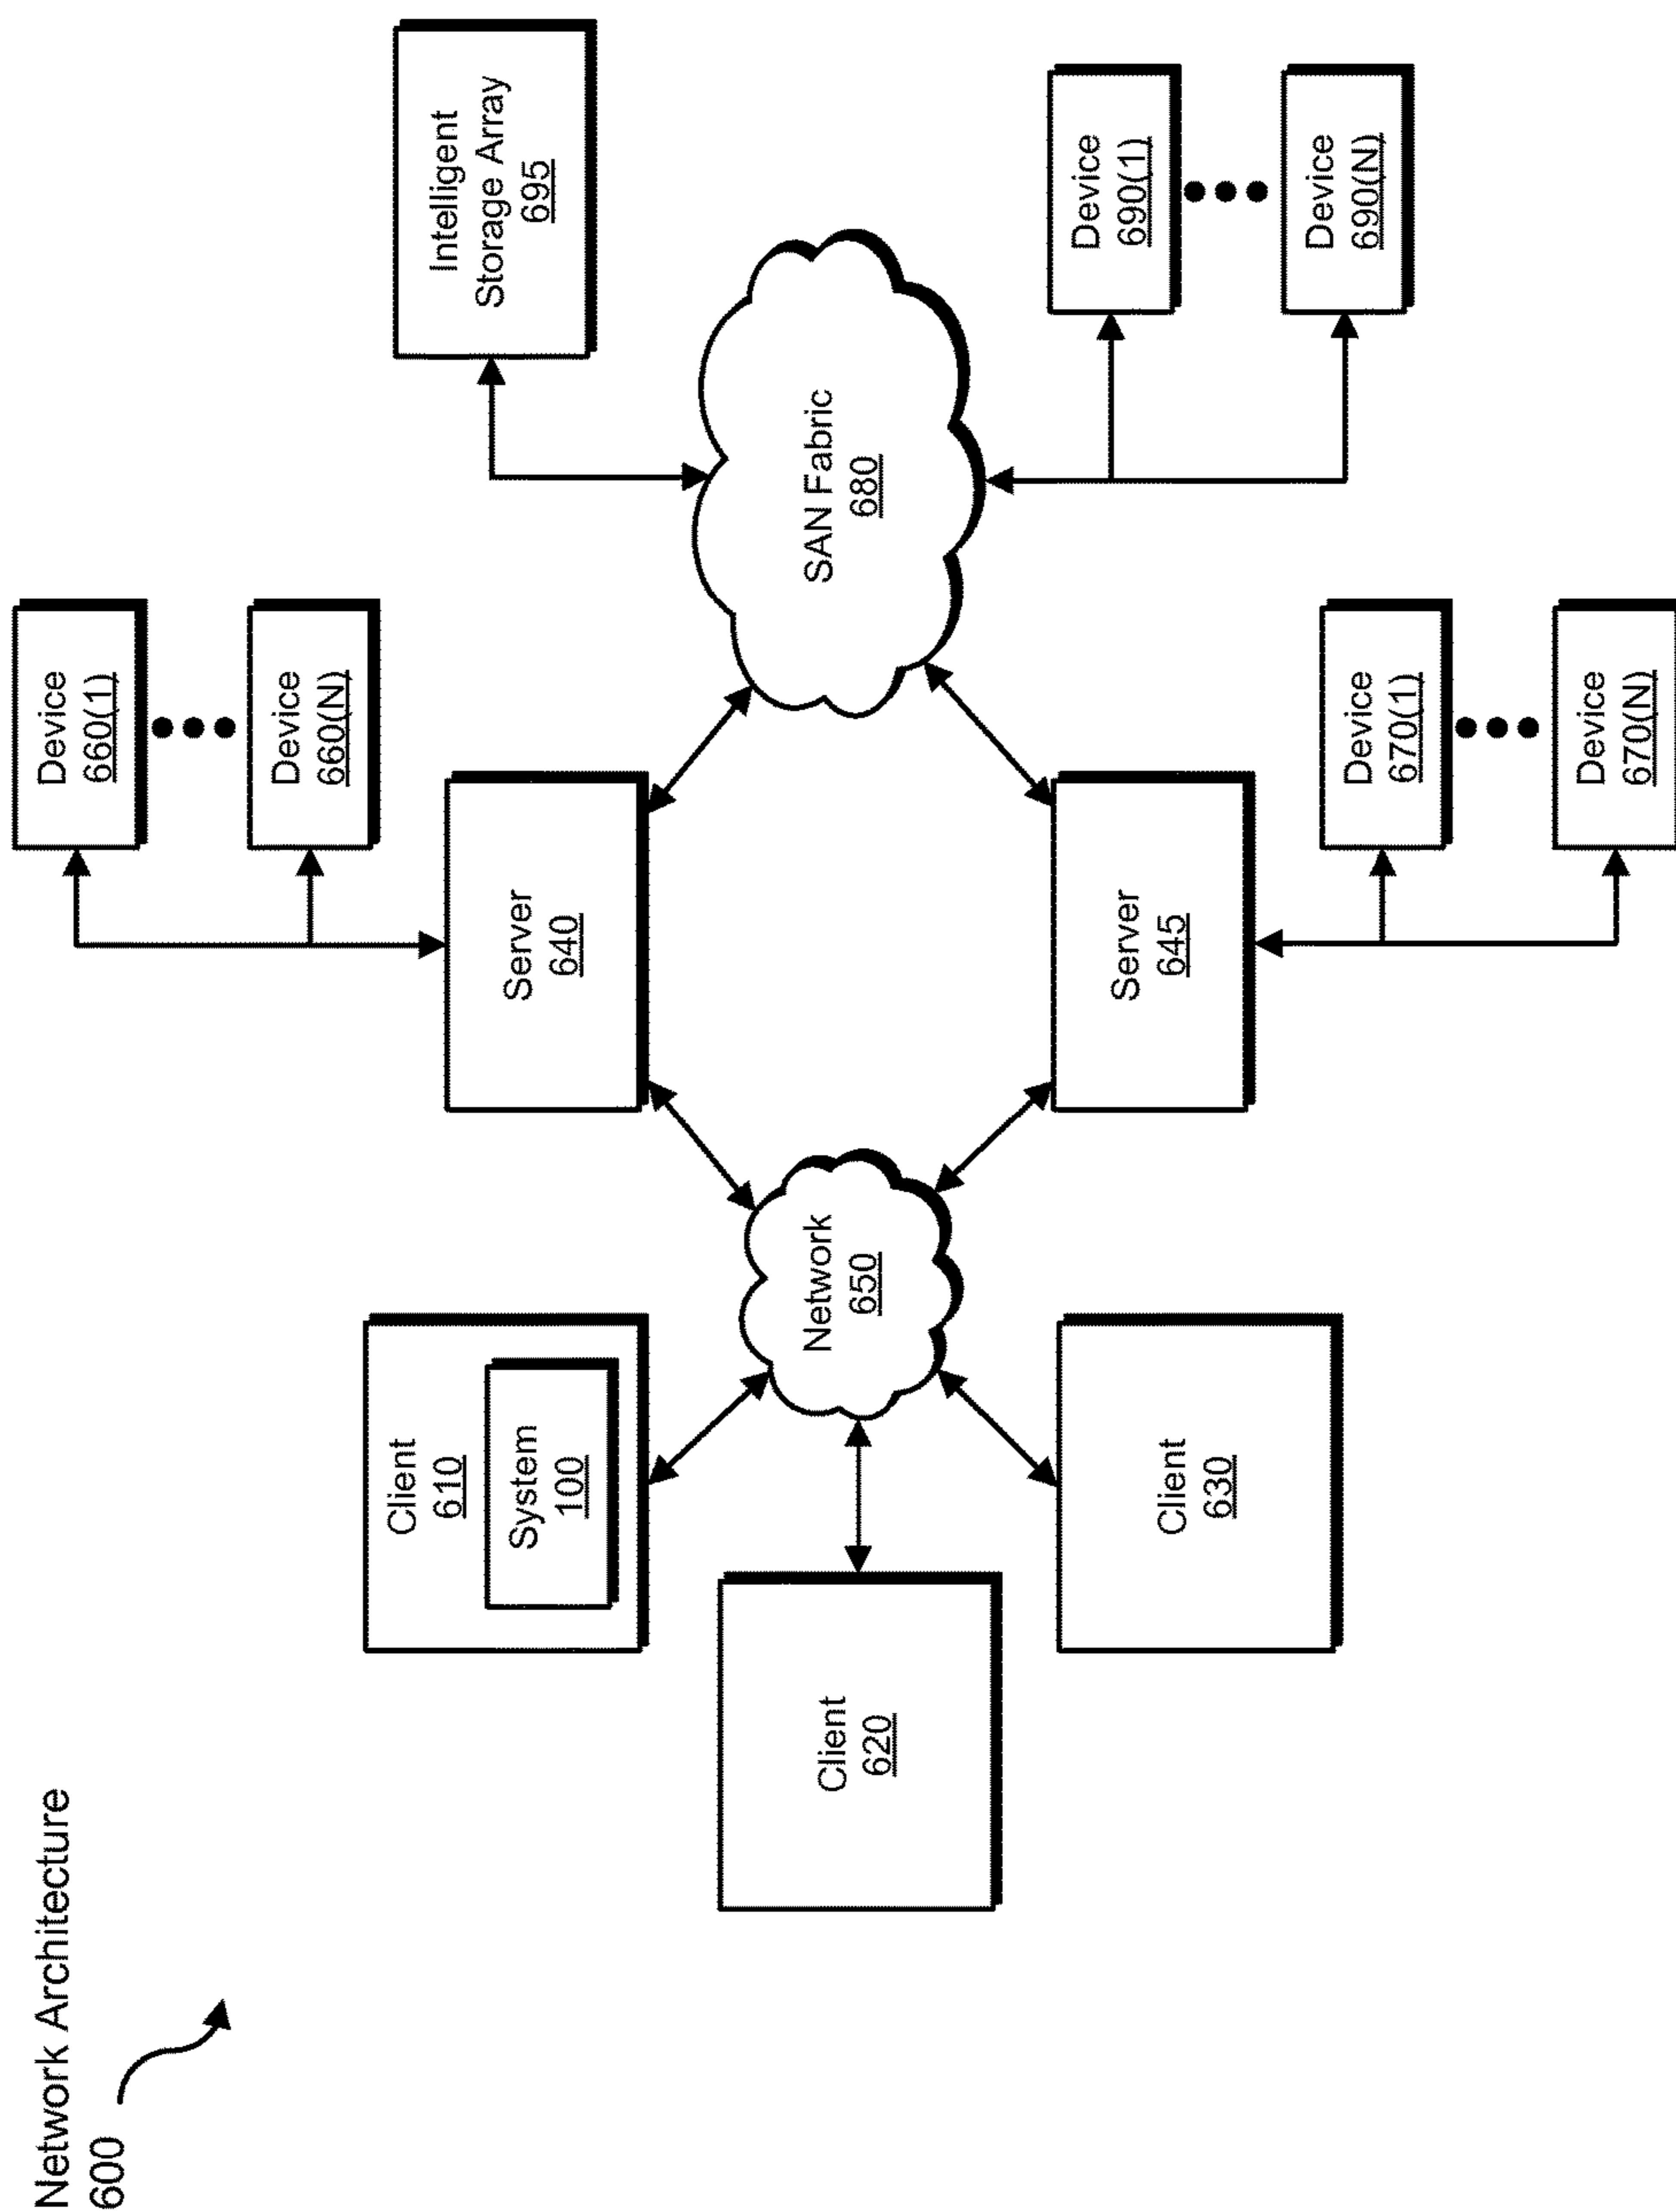 Network Architecture
600
Client
610
System
100
Client
620
Client
630
Network
650
Server
640
Server
645
Device
660(1)
Device
660(N)
Device
670(1)
Device
670(N)
SAN Fabric
680
Intelligent
Storage Array
695
Device
690(1)
Device
690(N)